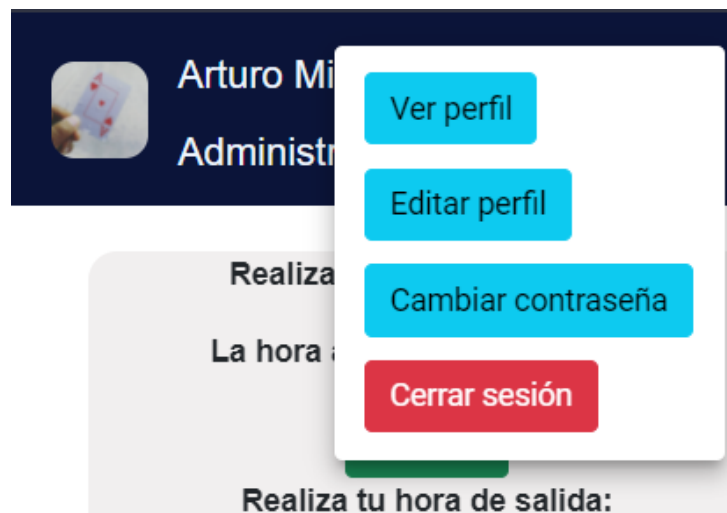 Arturo Mi
Administr
Ver perfil
Editar perfil
Cambiar contraseña
Cerrar sesión
Realiza
La hora
Realiza tu hora de salida: